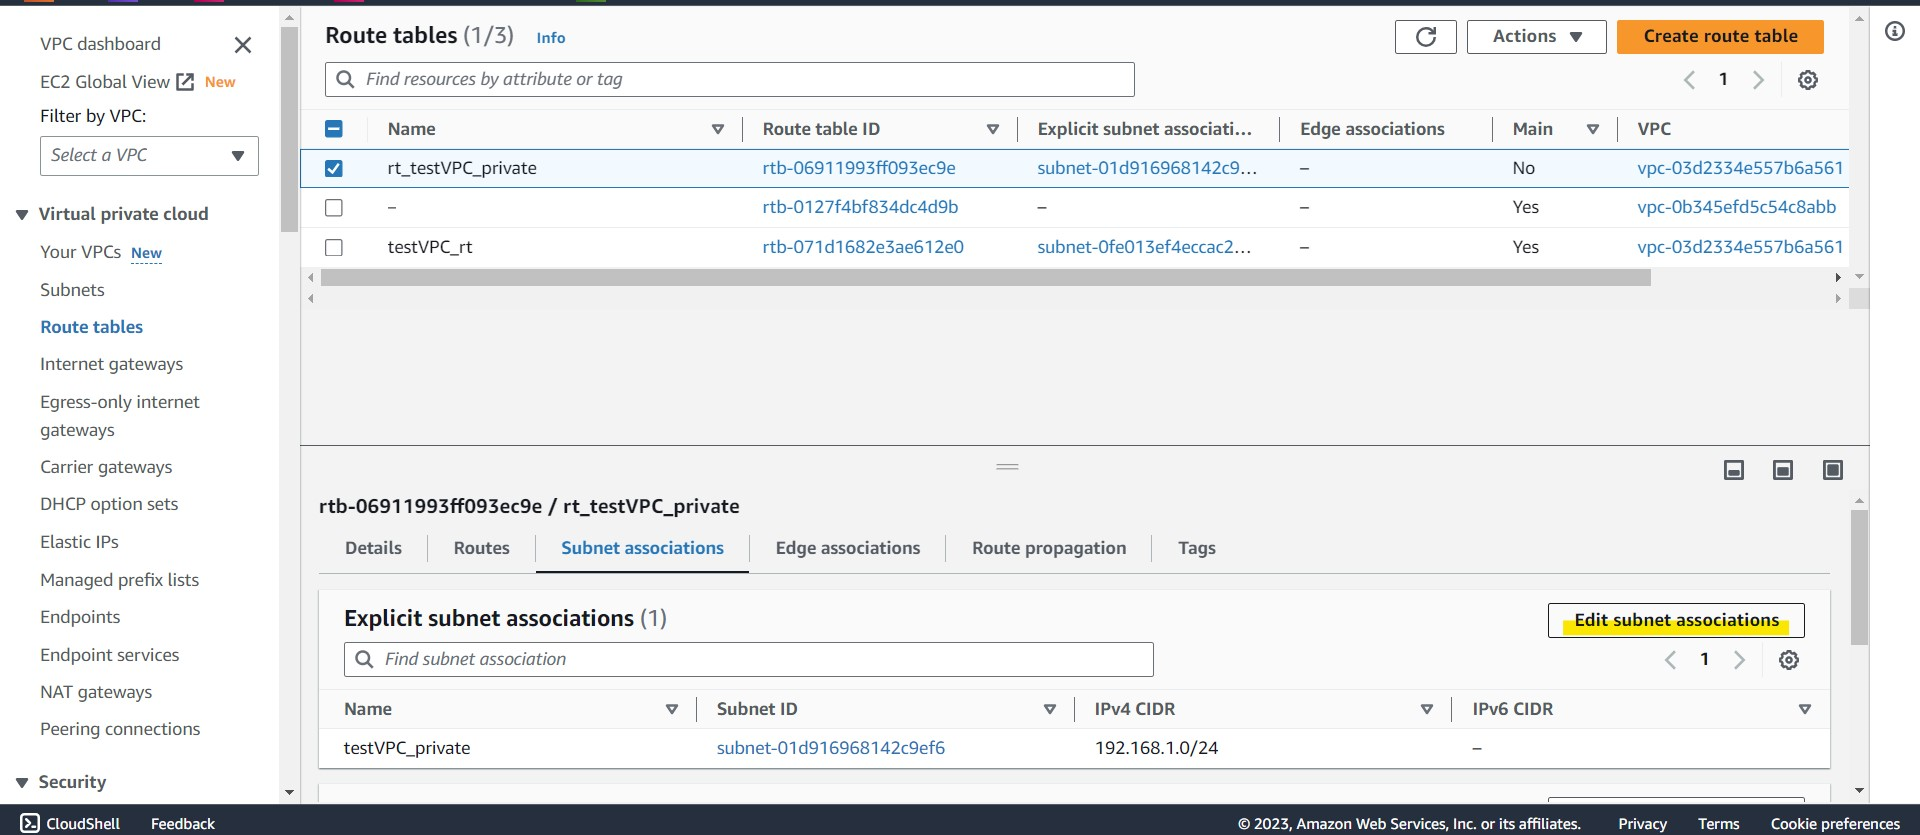 VPC dashboard
EC2 Global View New
Filter by VPC:
Select a VPC
Virtual private cloud
Your VPCs New
Subnets
Route tables
Internet gateways
Egress-only internet
gateways
Carrier gateways
DHCP option sets
Elastic IPs
Managed prefix lists
Endpoints
Endpoint services
NAT gateways
Peering connections
Security
Route tables (1/3) Info
Actions
Create route table
Find resources by attribute or tag
1
Name Route table ID Explicit subnet associati... Edge associations Main VPC
rt_testVPC_private rtb-06911993ff093ec9e subnet-01d916968142c9... – No vpc-03d2334e557b6a561
– rtb-0127f4bf834dc4d9b – – Yes vpc-0b345efd5c54c8abb
testVPC_rt rtb-071d1682e3ae612e0 subnet-0fe013ef4eccac2... – Yes vpc-03d2334e557b6a561
rtb-06911993ff093ec9e / rt_testVPC_private
Details Routes Subnet associations Edge associations Route propagation Tags
Explicit subnet associations (1)
Edit subnet associations
Find subnet association
1
Name Subnet ID IPv4 CIDR IPv6 CIDR
testVPC_private subnet-01d916968142c9ef6 192.168.1.0/24 –
CloudShell Feedback © 2023, Amazon Web Services, Inc. or its affiliates. Privacy Terms Cookie preferences